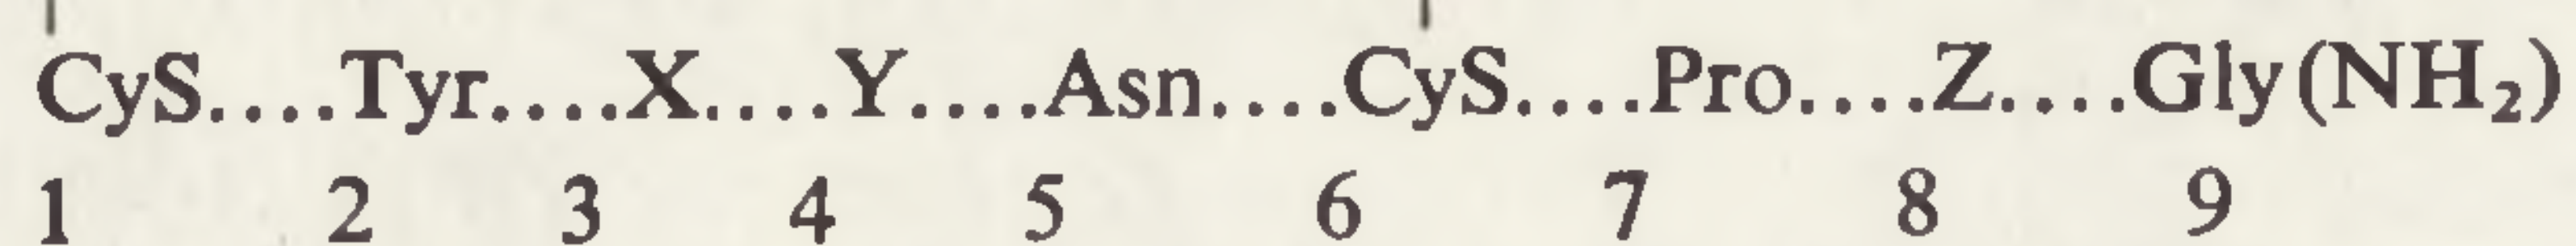 CyS....Tyr....X....Y....Asn....CyS....Pro....Z....Gly(NH₂)
1 2 3 4 5 6 7 8 9